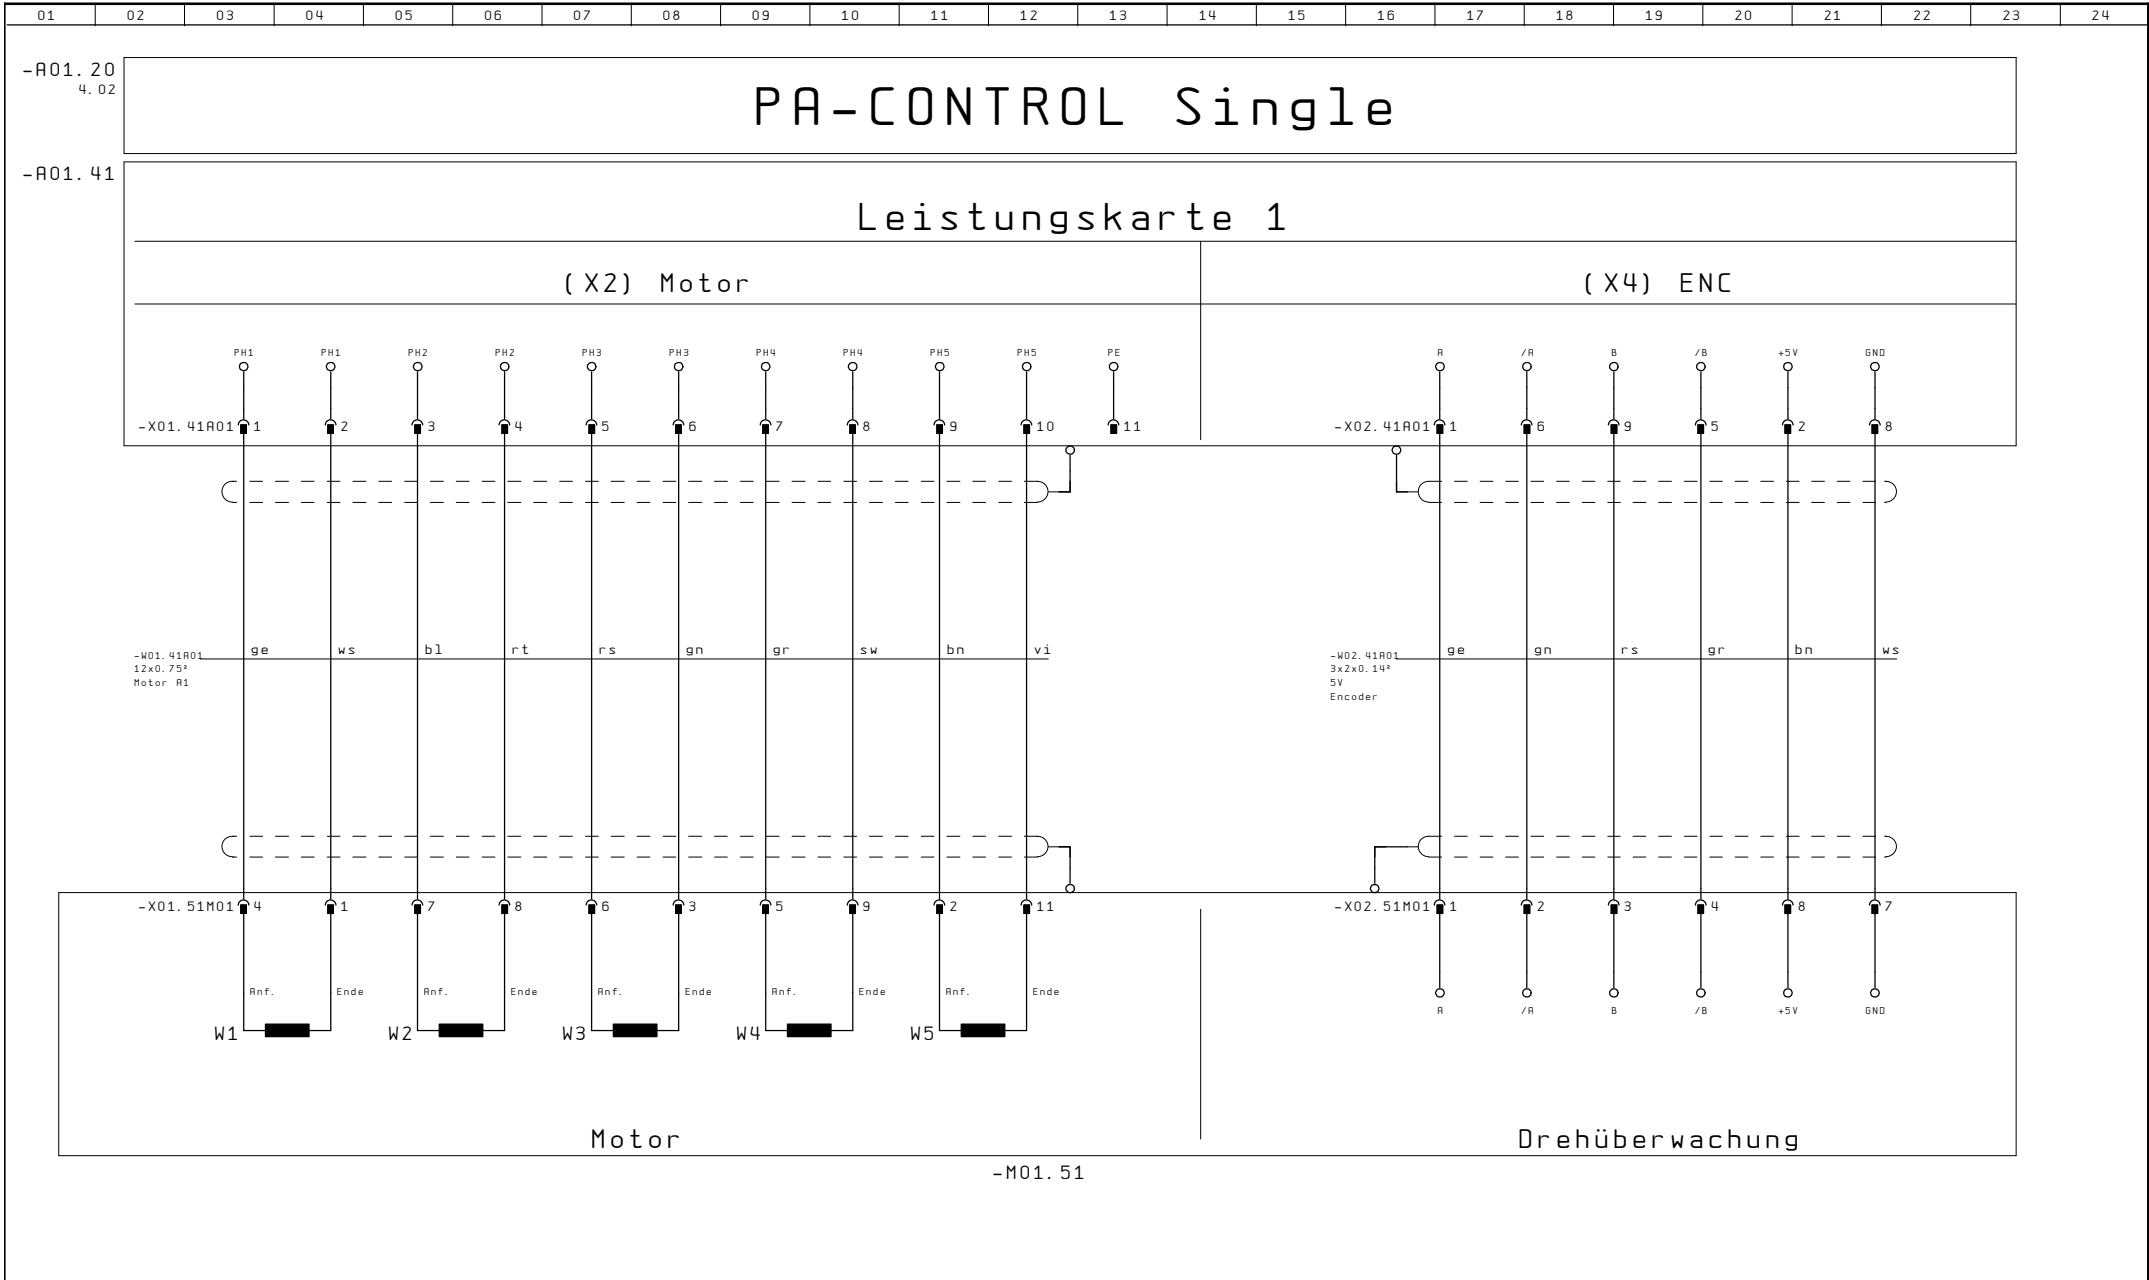 01 02 03 04 05 06 07 08 09 10 11 12 13 14 15 16 17 18 19 20 21 22 23 24
-A01.20
4.02
PA-CONTROL Single
-A01.41
Leistungskarte 1
(X2) Motor (X4) ENC
PH1 PH1 PH2 PH2 PH3 PH3 PH4 PH4 PH5 PH5 PE A /A B /B +5V GND
-X01.41A01 1 2 3 4 5 6 7 8 9 10 11 -X02.41A01 1 6 9 5 2 8
ge ws bl rt rs gn gr sw bn vi ge gn rs gr bn ws
-W01.41A01
12x0.75²
Motor A1
-W02.41A01
3x2x0.14²
5V
Encoder
-X01.51M01 4 1 7 8 6 3 5 9 2 11 -X02.51M01 1 2 3 4 8 7
Anf. Ende Anf. Ende Anf. Ende Anf. Ende Anf. Ende
A /A B /B +5V GND
W1 W2 W3 W4 W5
Motor Drehüberwachung
-M01.51